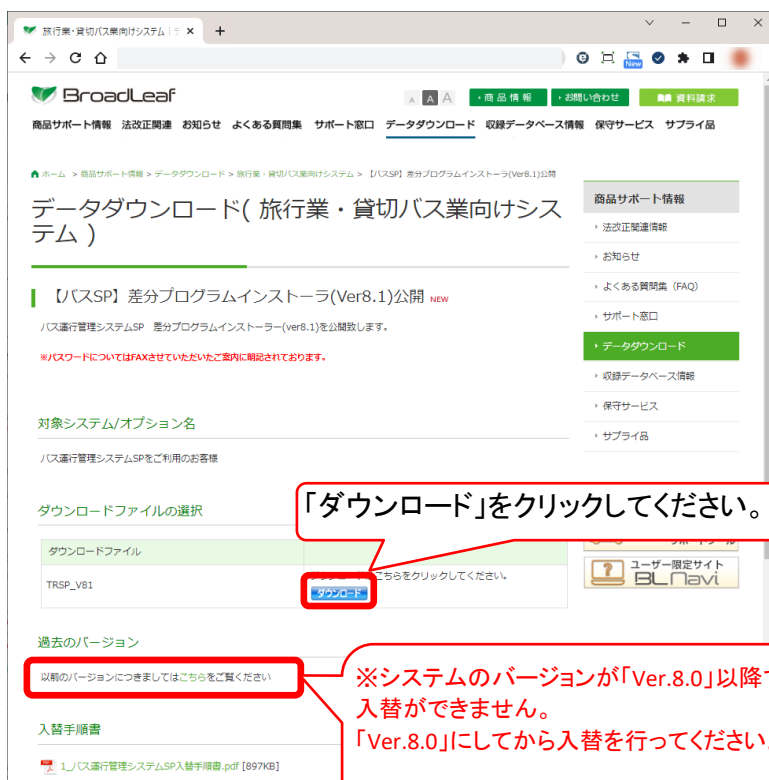 旅行業・貸切バス業向けシステム｜
BroadLeaf
A A A
・商品情報
・お問い合わせ
資料請求
商品サポート情報 法改正関連 お知らせ よくある質問集 サポート窓口 データダウンロード 収録データベース情報 保守サービス サプライ品
ホーム > 商品サポート情報 > データダウンロード > 旅行業・貸切バス業向けシステム > 【バスSP】差分プログラムインストーラ(Ver8.1)公開
データダウンロード( 旅行業・貸切バス業向けシス
テム )
【バスSP】差分プログラムインストーラ(Ver8.1)公開 NEW
バス運行管理システムSP 差分プログラムインストーラー(ver8.1)を公開致します。
※パスワードについてはFAXさせていただいたご案内に明記されております。
対象システム/オプション名
バス運行管理システムSPをご利用のお客様
商品サポート情報
法改正関連情報
お知らせ
よくある質問集（FAQ）
サポート窓口
データダウンロード
収録データベース情報
保守サービス
サプライ品
ダウンロードファイルの選択
「ダウンロード」をクリックしてください。
ダウンロードファイル
TRSP_V81
こちらをクリックしてください。
ダウンロード
ユーザー限定サイト
BLNavi
過去のバージョン
以前のバージョンにつきましてはこちらをご覧ください
※システムのバージョンが「Ver.8.0」以降で
入替ができません。
「Ver.8.0」にしてから入替を行ってください。
入替手順書
1_バス運行管理システムSP入替手順書.pdf [897KB]
New